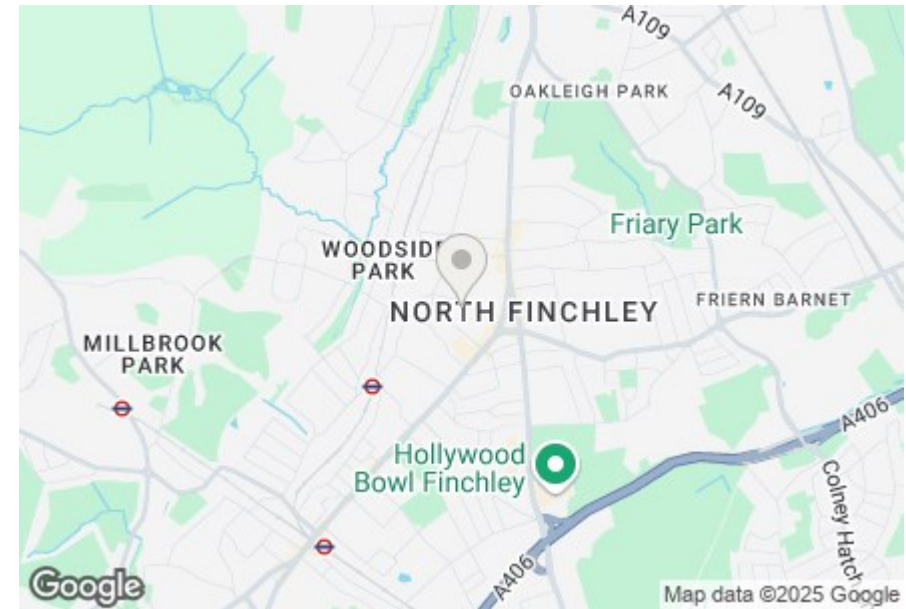 A109
OAKLEIGH PARK
A109
Friary Park
WOODSID
PARK
NORTH FINCHLEY
FRIERN BARNET
MILLBROOK
PARK
A406
Hollywood
Bowl Finchley
Colney Hatch
A406
Google
Map data ©2025 Google